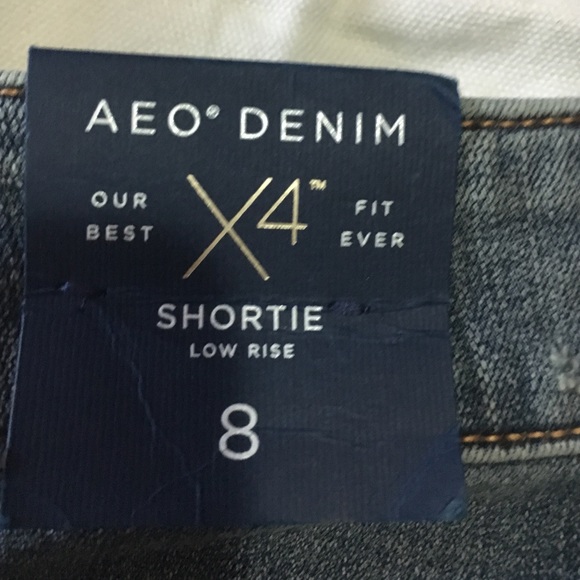 AEO® DENIM
OUR BEST
X4™
FIT EVER
SHORTIE
LOW RISE
8